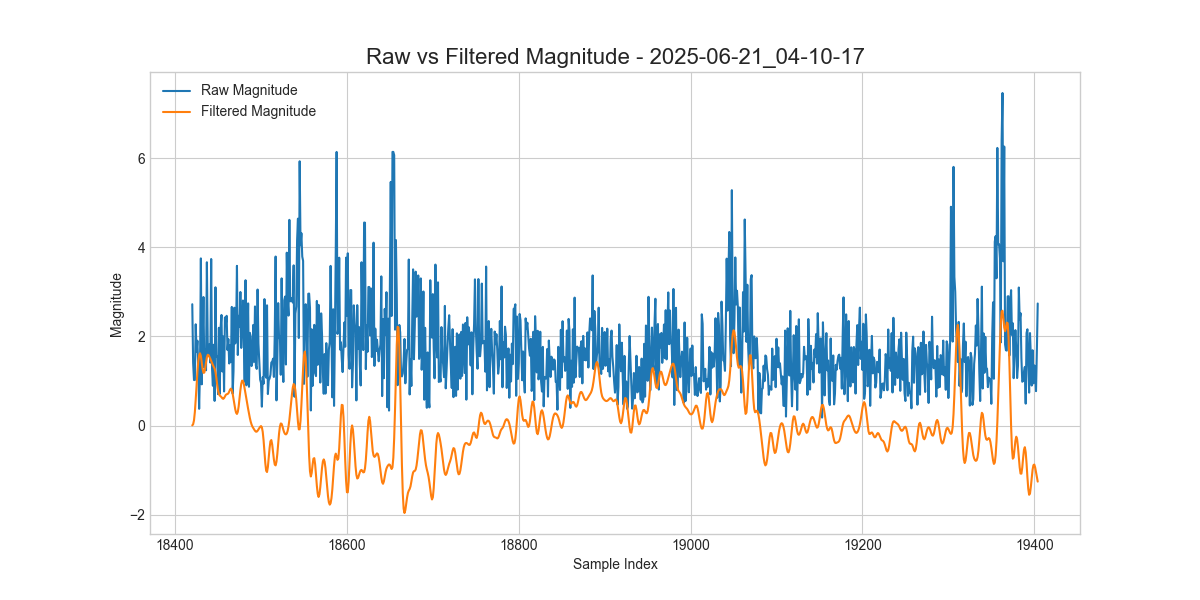 Raw vs Filtered Magnitude - 2025-06-21_04-10-17
Raw Magnitude
Filtered Magnitude
Magnitude
6
4
2
0
−2
18400
18600
18800
19000
19200
19400
Sample Index